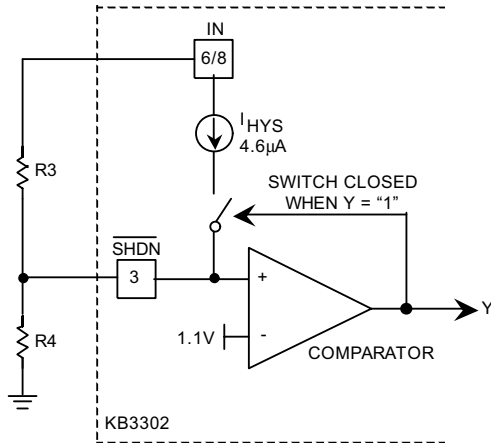 IN
6/8
I HYS
4.6µA
R3
SWITCH CLOSED
WHEN Y = "1"
SHDN
3
+
Y
1.1V
-
R4
COMPARATOR
KB3302